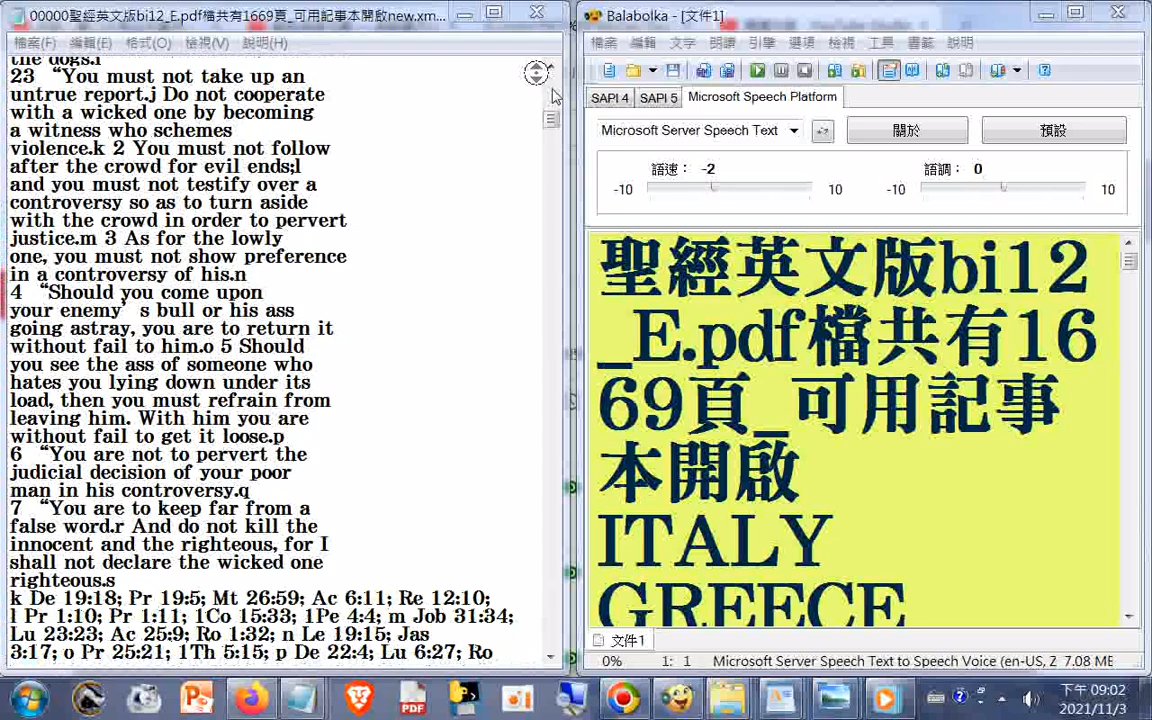 00000聖經英文版bi12_E.pdf檔共有1669頁_可用記事本開啟new.xm...
檔案(F) 編輯(E) 格式(O) 檢視(V) 說明(H)
the dogs.i
23 “You must not take up an
untrue report.j Do not cooperate
with a wicked one by becoming
a witness who schemes
violence.k 2 You must not follow
after the crowd for evil ends;l
and you must not testify over a
controversy so as to turn aside
with the crowd in order to pervert
justice.m 3 As for the lowly
one, you must not show preference
in a controversy of his.n
4 “Should you come upon
your enemy’s bull or his ass
going astray, you are to return it
without fail to him.o 5 Should
you see the ass of someone who
hates you lying down under its
load, then you must refrain from
leaving him. With him you are
without fail to get it loose.p
6 “You are not to pervert the
judicial decision of your poor
man in his controversy.q
7 “You are to keep far from a
false word.r And do not kill the
innocent and the righteous, for I
shall not declare the wicked one
righteous.s
k De 19:18; Pr 19:5; Mt 26:59; Ac 6:11; Re 12:10;
l Pr 1:10; Pr 1:11; 1Co 15:33; 1Pe 4:4; m Job 31:34;
Lu 23:23; Ac 25:9; Ro 1:32; n Le 19:15; Jas
3:17; o Pr 25:21; 1Th 5:15; p De 22:4; Lu 6:27; Ro
Balabolka - [文件1]
檔案 編輯 文字 朗讀 引擎 選項 檢視 工具 書籤 說明
SAPI 4 SAPI 5 Microsoft Speech Platform
Microsoft Server Speech Text 關於 預設
語速： -2 語調： 0
-10 10 -10 10
聖經英文版bi12
_E.pdf檔共有16
69頁_可用記事
本開啟
ITALY
GREECE
文件1
0% 1: 1 Microsoft Server Speech Text to Speech Voice (en-US, Z 7.08 ME
下午 09:02
2021/11/3